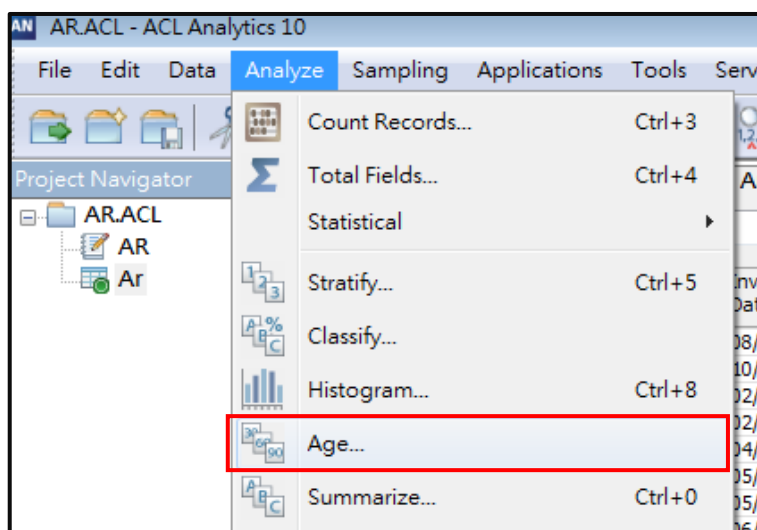 AN AR.ACL - ACL Analytics 10
File Edit Data Analyze Sampling Applications Tools Serv
Count Records... Ctrl+3
Project Navigator
Total Fields... Ctrl+4
AR.ACL
Statistical
AR
Ar
Stratify... Ctrl+5
Classify...
Histogram... Ctrl+8
Age...
Summarize... Ctrl+0